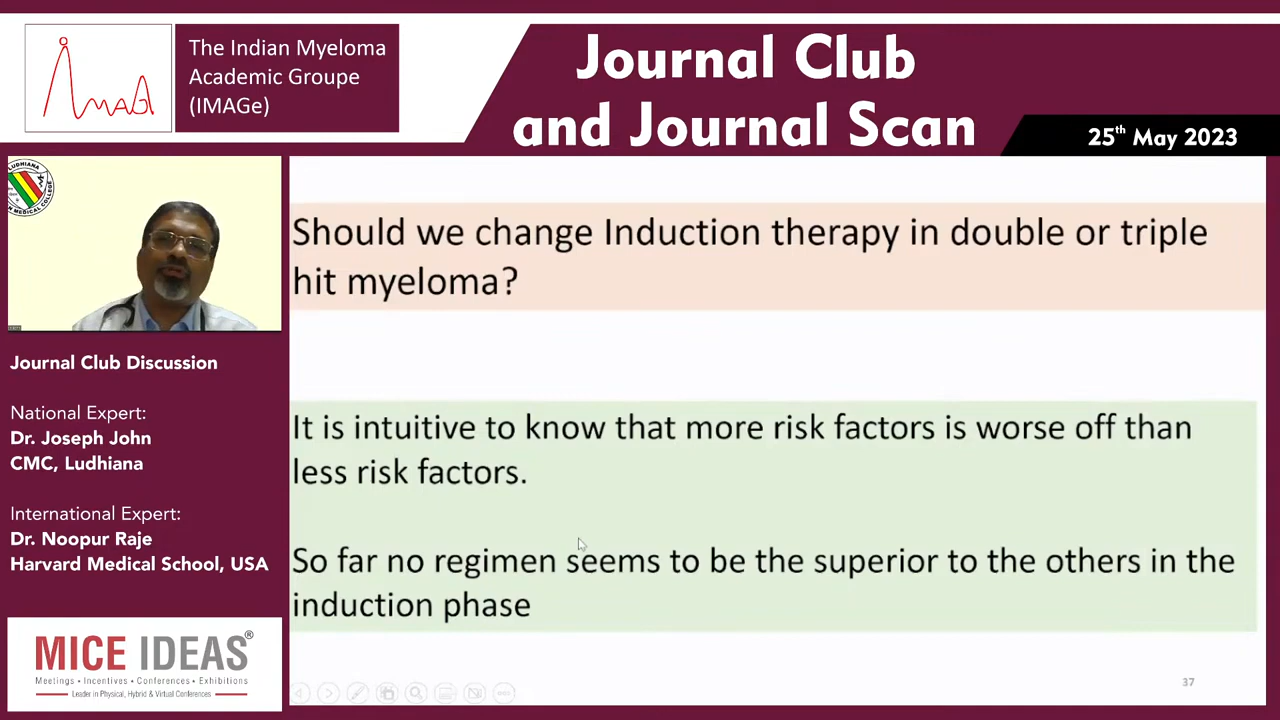 imaG
The Indian Myeloma
Academic Groupe
(IMAGe)
Journal Club
and Journal Scan
25th May 2023
LUDHIANA
MEDICAL COLLEGE
Should we change Induction therapy in double or triple
hit myeloma?
Journal Club Discussion
National Expert:
Dr. Joseph John
CMC, Ludhiana
International Expert:
Dr. Noopur Raje
Harvard Medical School, USA
It is intuitive to know that more risk factors is worse off than
less risk factors.
So far no regimen seems to be the superior to the others in the
induction phase
MICE IDEAS®
Meetings • Incentives • Conferences • Exhibitions
Leader in Physical, Hybrid & Virtual Conferences
37